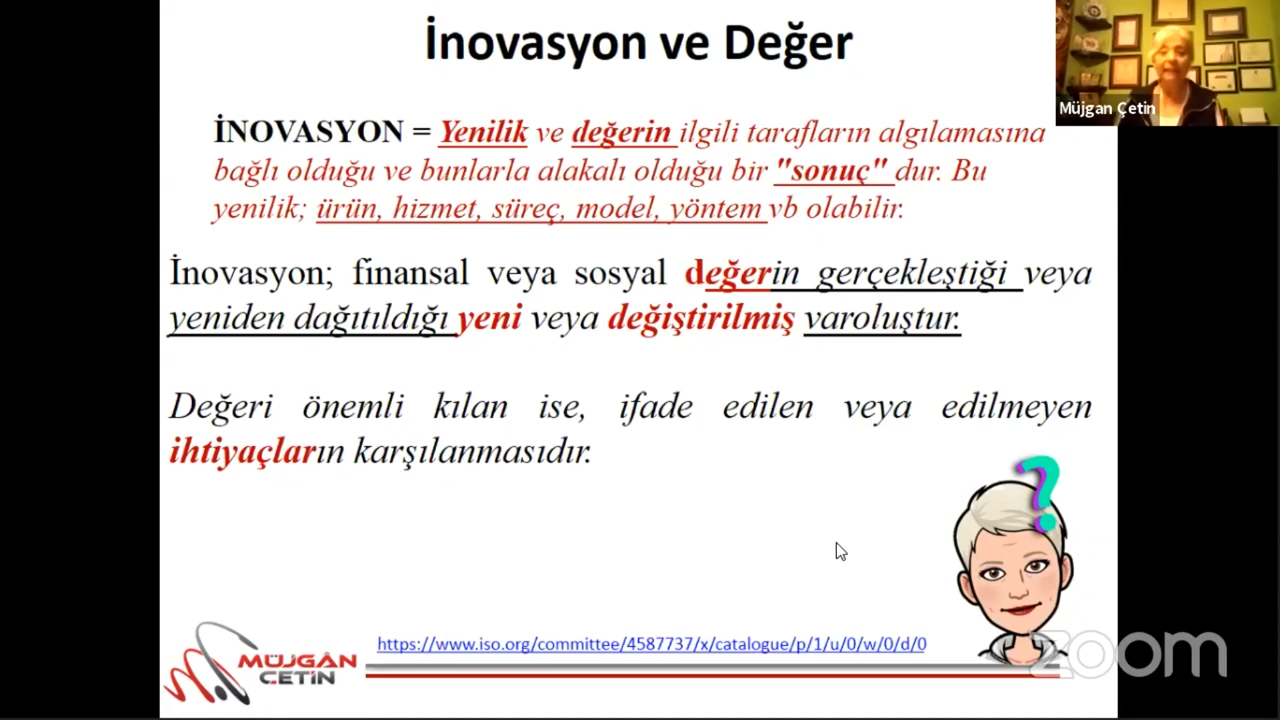 İnovasyon ve Değer
Müjgan Çetin
İNOVASYON = Yenilik ve değerin ilgili tarafların algılamasına
bağlı olduğu ve bunlarla alakalı olduğu bir "sonuç" dur. Bu
yenilik; ürün, hizmet, süreç, model, yöntem vb olabilir.
İnovasyon; finansal veya sosyal değerin gerçekleştiği veya
yeniden dağıtıldığı yeni veya değiştirilmiş varoluştur.
Değeri önemli kılan ise, ifade edilen veya edilmeyen
ihtiyaçların karşılanmasıdır.
?
https://www.iso.org/committee/4587737/x/catalogue/p/1/u/0/w/0/d/0
MÜJGÂN
ÇETİN
zoom